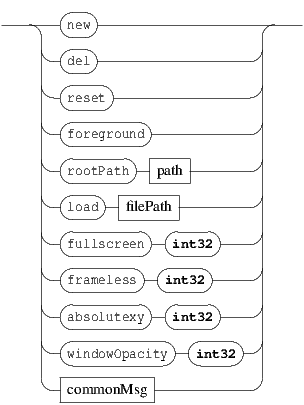 new
del
reset
foreground
rootPath path
load filePath
fullscreen int32
frameless int32
absolutexy int32
windowOpacity int32
commonMsg